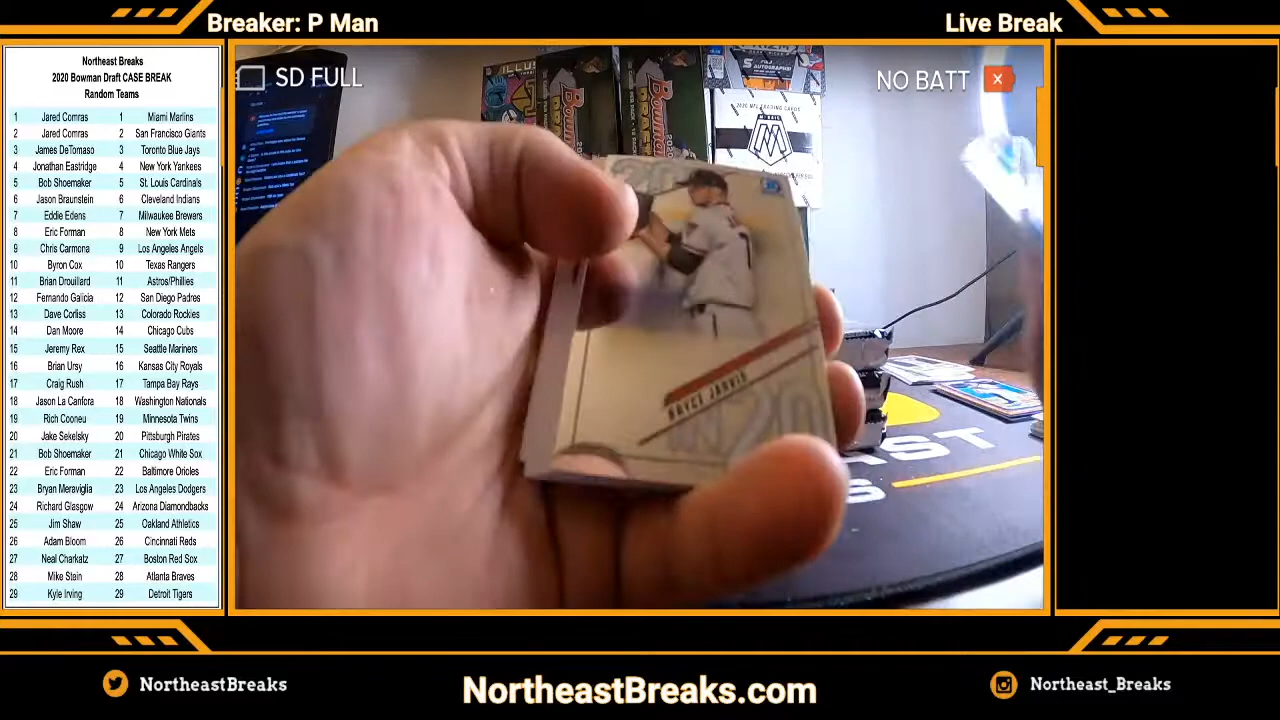 Breaker: P Man
Live Break
Northeast Breaks
2020 Bowman Draft CASE BREAK
Random Teams
1 Jared Comras 1 Miami Marlins
2 Jared Comras 2 San Francisco Giants
3 James DeTomaso 3 Toronto Blue Jays
4 Jonathan Eastridge 4 New York Yankees
5 Bob Shoemaker 5 St. Louis Cardinals
6 Jason Braunstein 6 Cleveland Indians
7 Eddie Edens 7 Milwaukee Brewers
8 Eric Forman 8 New York Mets
9 Chris Carmona 9 Los Angeles Angels
10 Byron Cox 10 Texas Rangers
11 Brian Drouillard 11 Astros/Phillies
12 Fernando Galicia 12 San Diego Padres
13 Dave Corliss 13 Colorado Rockies
14 Dan Moore 14 Chicago Cubs
15 Jeremy Rex 15 Seattle Mariners
16 Brian Ursy 16 Kansas City Royals
17 Craig Rush 17 Tampa Bay Rays
18 Jason La Canfora 18 Washington Nationals
19 Rich Cooneu 19 Minnesota Twins
20 Jake Sekelsky 20 Pittsburgh Pirates
21 Bob Shoemaker 21 Chicago White Sox
22 Eric Forman 22 Baltimore Orioles
23 Bryan Meraviglia 23 Los Angeles Dodgers
24 Richard Glasgow 24 Arizona Diamondbacks
25 Jim Shaw 25 Oakland Athletics
26 Adam Bloom 26 Cincinnati Reds
27 Neal Charkatz 27 Boston Red Sox
28 Mike Stein 28 Atlanta Braves
29 Kyle Irving 29 Detroit Tigers
SD FULL
NO BATT
ILLUS
Bowman
2020 NFL TRADING CARDS
BRYCE JARVIS
NortheastBreaks
NortheastBreaks.com
Northeast_Breaks